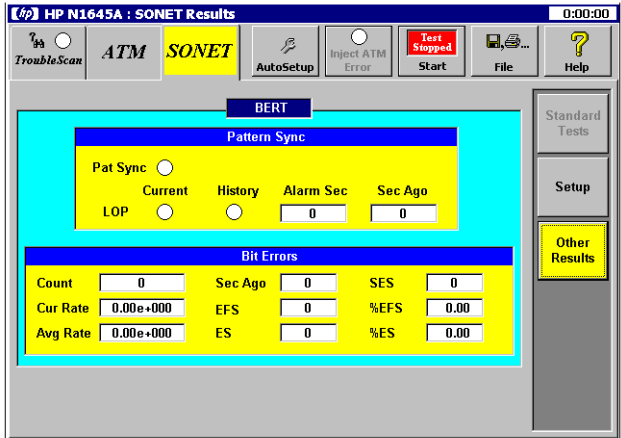 (hp) HP N1645A : SONET Results 0:00:00
? TroubleScan
ATM
SONET
AutoSetup
Inject ATM Error
Test Stopped
Start
File
? Help
BERT
Pattern Sync
Pat Sync
Current History Alarm Sec Sec Ago
LOP 0 0
Bit Errors
Count 0 Sec Ago 0 SES 0
Cur Rate 0.00e+000 EFS 0 %EFS 0.00
Avg Rate 0.00e+000 ES 0 %ES 0.00
Standard Tests
Setup
Other Results